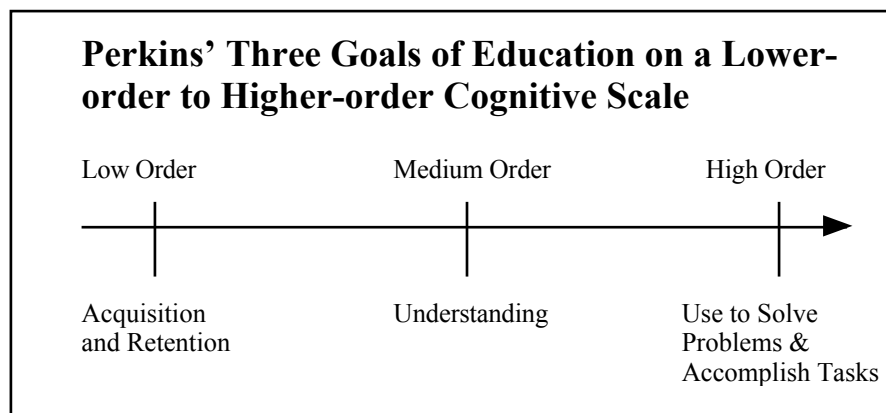 Perkins’ Three Goals of Education on a Lower-
order to Higher-order Cognitive Scale
Low Order
Medium Order
High Order
Acquisition
and Retention
Understanding
Use to Solve
Problems &
Accomplish Tasks